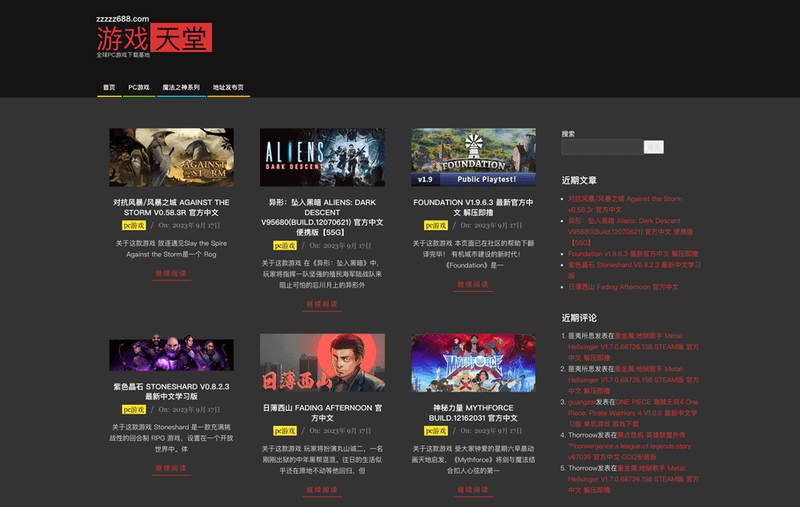 zzzzz688.com
游戏天堂
全球PC游戏下载基地
首页
PC游戏
魔法之神系列
地址发布页
AGAINST
THE STORM
对抗风暴/风暴之城 AGAINST THE
STORM V0.58.3R 官方中文
pc游戏 / On: 2023年9月17日
关于这款游戏 故逐遇见Slay the Spire
Against the Storm是一个 Rog
继续阅读
ALIENS
DARK DESCENT
异形：坠入黑暗 ALIENS: DARK
DESCENT
V95680(BUILD.12070621) 官方中文
便携版【55G】
pc游戏 / On: 2023年9月17日
关于这款游戏 在《异形：坠入黑暗》中，
玩家将指挥一队坚强的殖民海军陆战队来
阻止可怕的忘川月上的异形外
继续阅读
FOUNDATION
v1.9 Public Playtest!
FOUNDATION V1.9.6.3 最新官方中
文 解压即撸
pc游戏 / On: 2023年9月17日
关于这款游戏 本页面已在社区的帮助下翻
译完毕！ 有机城市建设的新时代！
《Foundation》是一
继续阅读
紫色晶石 STONESHARD V0.8.2.3
最新中文学习版
pc游戏 / On: 2023年9月17日
关于这款游戏 Stoneshard 是一款充满挑
战性的回合制 RPG 游戏，设置在一个开放
世界中，体
继续阅读
日薄西山
日薄西山 FADING AFTERNOON 官
方中文
pc游戏 / On: 2023年9月17日
关于这款游戏 玩家将扮演丸山诚二，一名
刚刚出狱的中年黑帮混混，往日的生活似
乎还在原地不动等他回归，但
继续阅读
MYTHFORCE
神秘力量 MYTHFORCE
BUILD.12162031 官方中文
pc游戏 / On: 2023年9月17日
关于这款游戏 受大家钟爱的星期六早晨动
画天地启发，《Mythforce》将剑与魔法结
合扣人心弦的第一
继续阅读
搜索
近期文章
对抗风暴/风暴之城 Against the Storm
v0.58.3r 官方中文
异形：坠入黑暗 Aliens: Dark Descent
V95680(Build.12070621) 官方中文 便携版
【55G】
Foundation v1.9.6.3 最新官方中文 解压即撸
紫色晶石 Stoneshard V0.8.2.3 最新中文学习
版
日薄西山 Fading Afternoon 官方中文
近期评论
1. 匪夷所思发表在重金属:地狱歌手 Metal:
Hellsinger V1.7.0.68726.158 STEAM版 官方
中文 解压即撸
2. 匪夷所思发表在重金属:地狱歌手 Metal:
Hellsinger V1.7.0.68726.158 STEAM版 官方
中文 解压即撸
3. guangzai发表在ONE PIECE 海贼无双4 One
Piece: Pirate Warriors 4 V1.0.8 最新中文学
习版 单机游戏 游戏下载
4. Thorroow发表在聚点危机 英雄联盟外传
™convergence a league of legends story
v67039 官方中文 GOG安装版
5. Thorroow发表在重金属:地狱歌手 Metal:
Hellsinger V1.7.0.68726.158 STEAM版 官方
中文 解压即撸